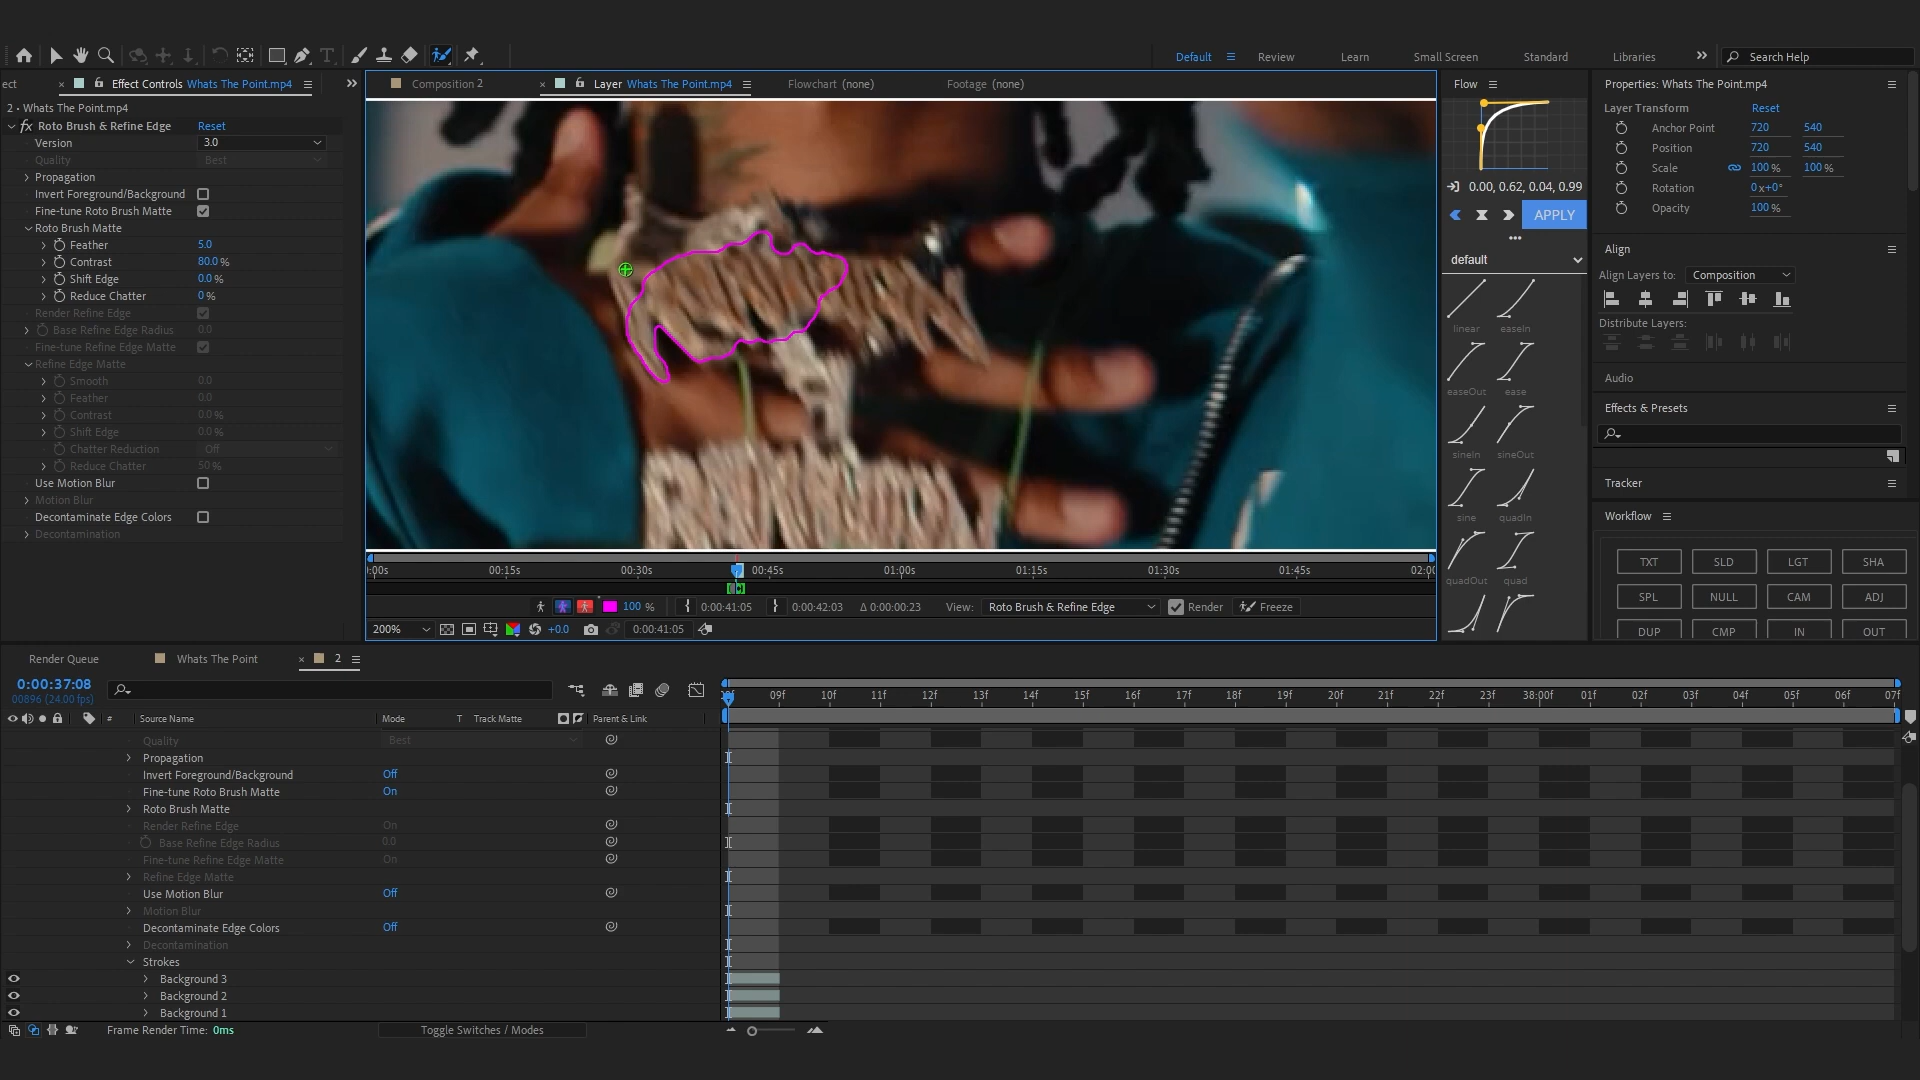 Default
Review
Learn
Small Screen
Standard
Libraries
Search Help
ect
Effect Controls Whats The Point.mp4
Composition 2
Layer Whats The Point.mp4
Flowchart (none)
Footage (none)
Flow
Properties: Whats The Point.mp4
2 • Whats The Point.mp4
Layer Transform Reset
fx Roto Brush & Refine Edge Reset
Anchor Point 720 540
Version 3.0
Position 720 540
Quality Best
Scale 100 % 100 %
Propagation
Rotation 0x+0°
Invert Foreground/Background
0.00, 0.62, 0.04, 0.99
Opacity 100 %
Fine-tune Roto Brush Matte
APPLY
Roto Brush Matte
Feather 5.0
Align
Contrast 80.0 %
default
Align Layers to: Composition
Shift Edge 0.0 %
Reduce Chatter 0 %
Render Refine Edge
Distribute Layers:
Base Refine Edge Radius 0.0
linear easeIn
Fine-tune Refine Edge Matte
Refine Edge Matte
Audio
Smooth 0.0
easeOut ease
Feather 0.0
Effects & Presets
Contrast 0.0 %
Shift Edge 0.0 %
Chatter Reduction Off
sineIn sineOut
Reduce Chatter 50 %
Use Motion Blur
Tracker
Motion Blur
sine quadIn
Decontaminate Edge Colors
Workflow
Decontamination
TXT SLD LGT SHA
:00s 00:15s 00:30s 00:45s 01:00s 01:15s 01:30s 01:45s 02:00
quadOut quad
SPL NULL CAM ADJ
100 % 0:00:41:05 0:00:42:03 Δ 0:00:00:23 View: Roto Brush & Refine Edge Render Freeze
200% +0.0 0:00:41:05
DUP CMP IN OUT
Render Queue
Whats The Point
2
0:00:37:08
00896 (24.00 fps)
09f 10f 11f 12f 13f 14f 15f 16f 17f 18f 19f 20f 21f 22f 23f 38:00f 01f 02f 03f 04f 05f 06f 07f
# Source Name Mode T Track Matte Parent & Link
Quality Best
Propagation
Invert Foreground/Background Off
Fine-tune Roto Brush Matte On
Roto Brush Matte
Render Refine Edge On
Base Refine Edge Radius 0.0
Fine-tune Refine Edge Matte On
Refine Edge Matte
Use Motion Blur Off
Motion Blur
Decontaminate Edge Colors Off
Decontamination
Strokes
Background 3
Background 2
Background 1
Frame Render Time: 0ms
Toggle Switches / Modes